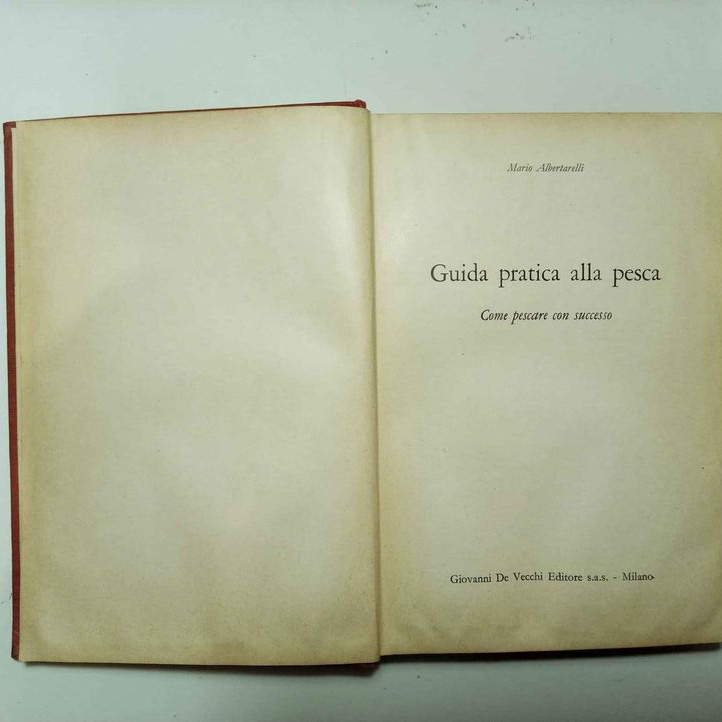 Mario Albertarelli
Guida pratica alla pesca
Come pescare con successo
Giovanni De Vecchi Editore s.a.s. - Milano